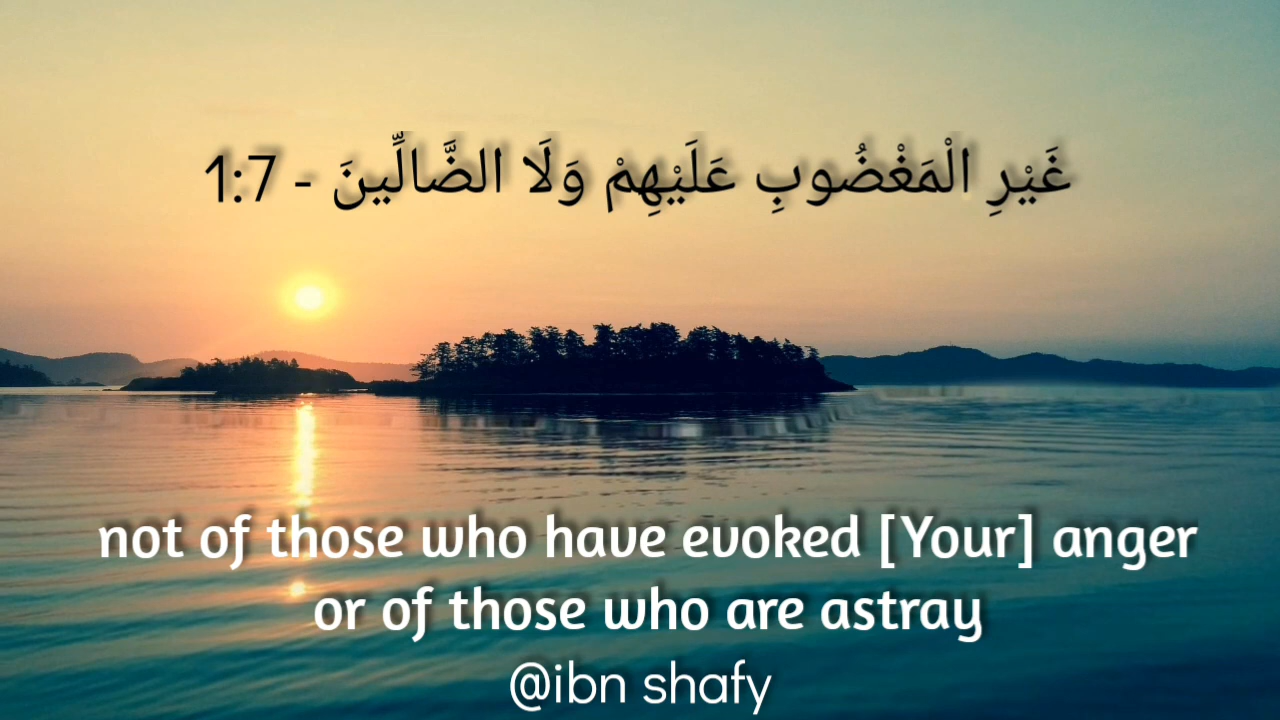 غَيْرِ الْمَغْضُوبِ عَلَيْهِمْ وَلَا الضَّالِّينَ - 1:7
not of those who have evoked [Your] anger
or of those who are astray
@ibn shafy